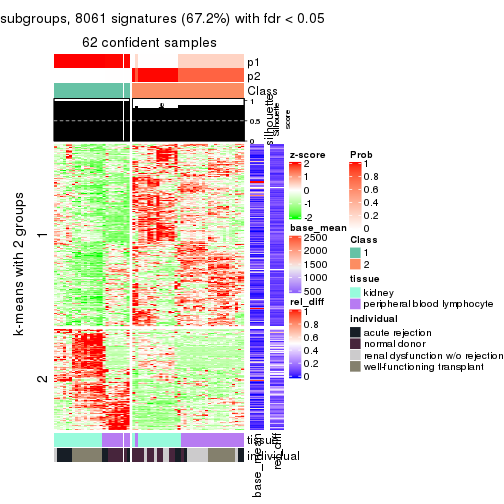 subgroups, 8061 signatures (67.2%) with fdr < 0.05
62 confident samples
p1
p2
Class
1
0.5
0
silhouette
Silhouette
score
k-means with 2 groups
1
2
tissue
individual
base_mean
rel_diff
z-score
2
1
0
-1
-2
base_mean
2500
2000
1500
1000
500
rel_diff
1
0.8
0.6
0.4
0.2
0
Prob
1
0.8
0.6
0.4
0.2
0
Class
1
2
tissue
kidney
peripheral blood lymphocyte
individual
acute rejection
normal donor
renal dysfunction w/o rejection
well-functioning transplant